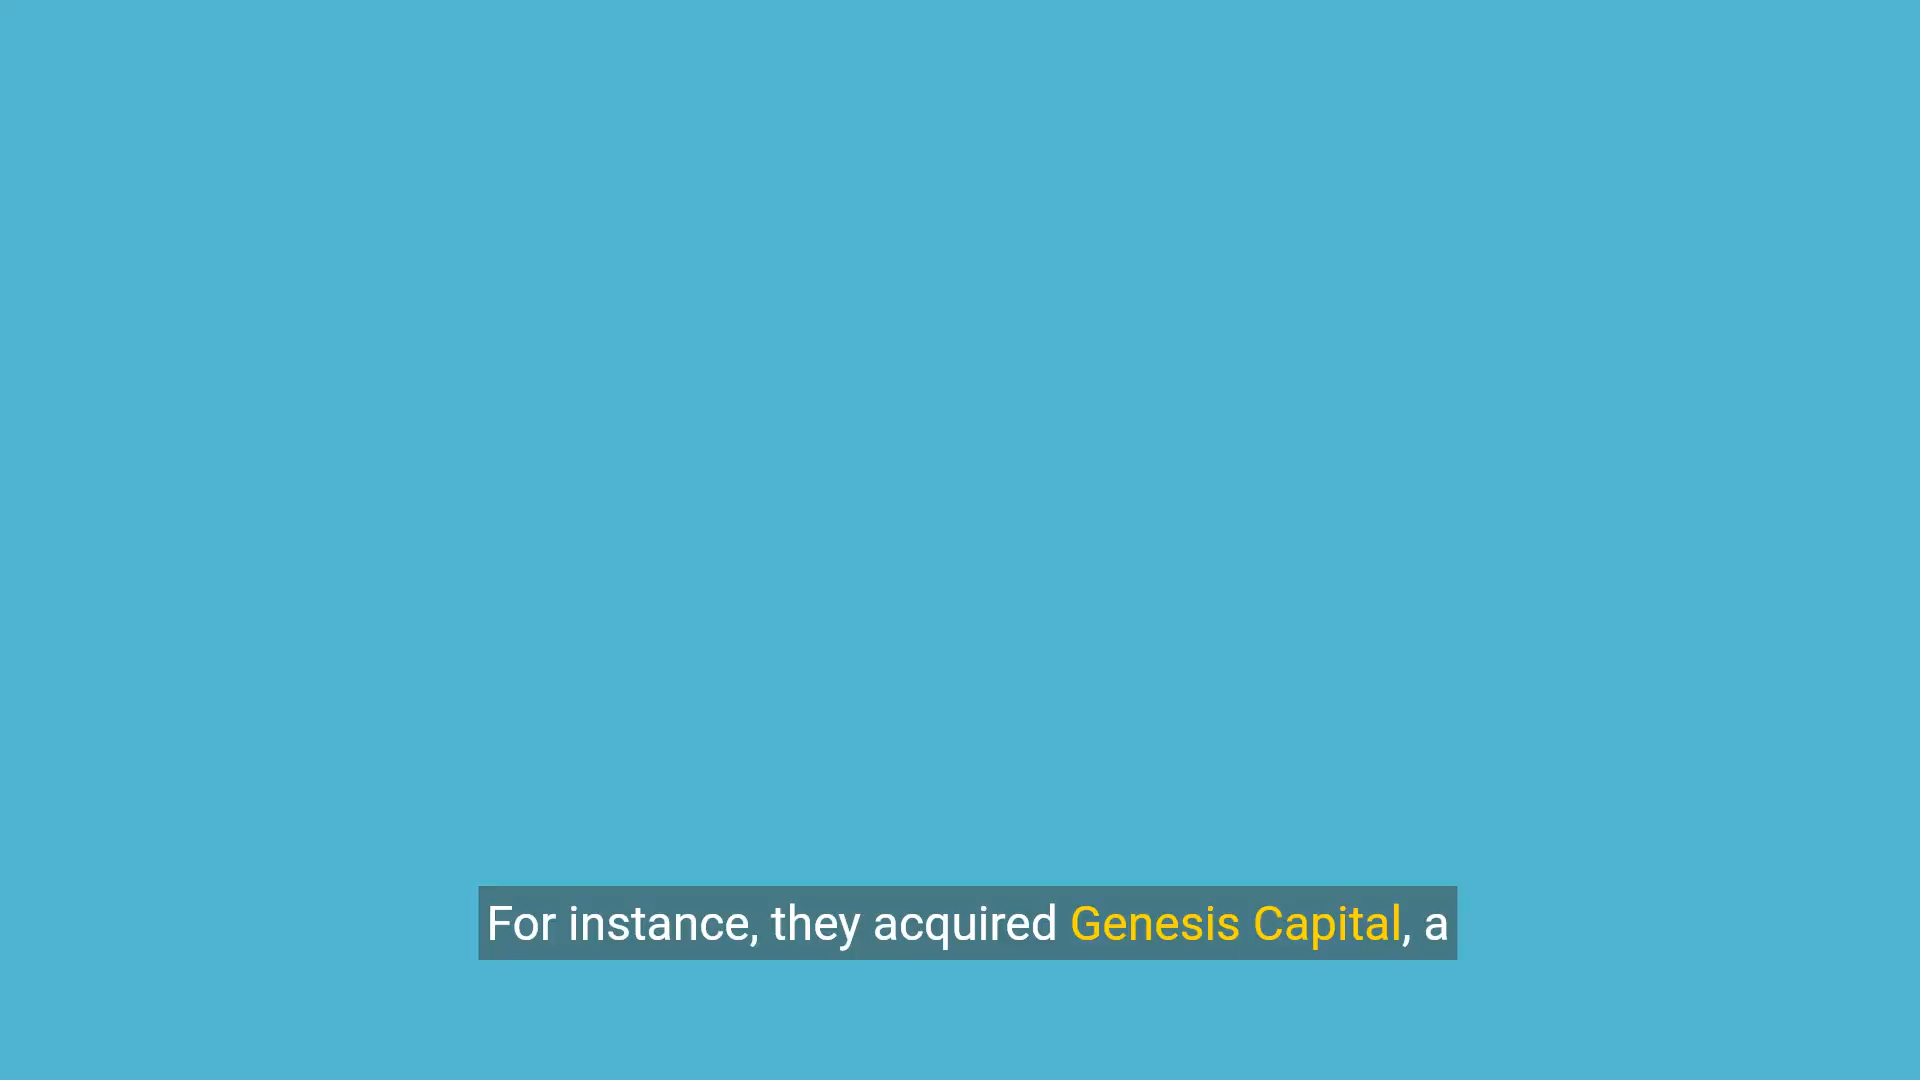 For instance, they acquired Genesis Capital, a